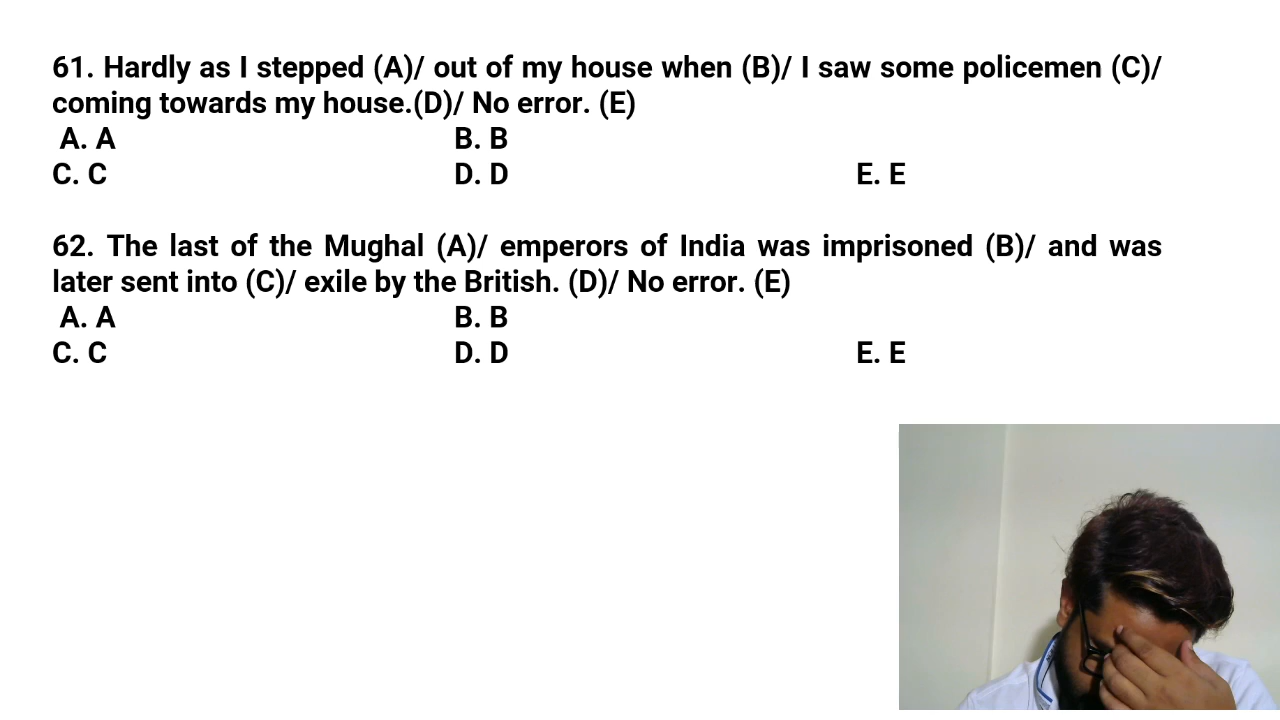 61. Hardly as I stepped (A)/ out of my house when (B)/ I saw some policemen (C)/
coming towards my house.(D)/ No error. (E)
A. A B. B
C. C D. D E. E
62. The last of the Mughal (A)/ emperors of India was imprisoned (B)/ and was
later sent into (C)/ exile by the British. (D)/ No error. (E)
A. A B. B
C. C D. D E. E